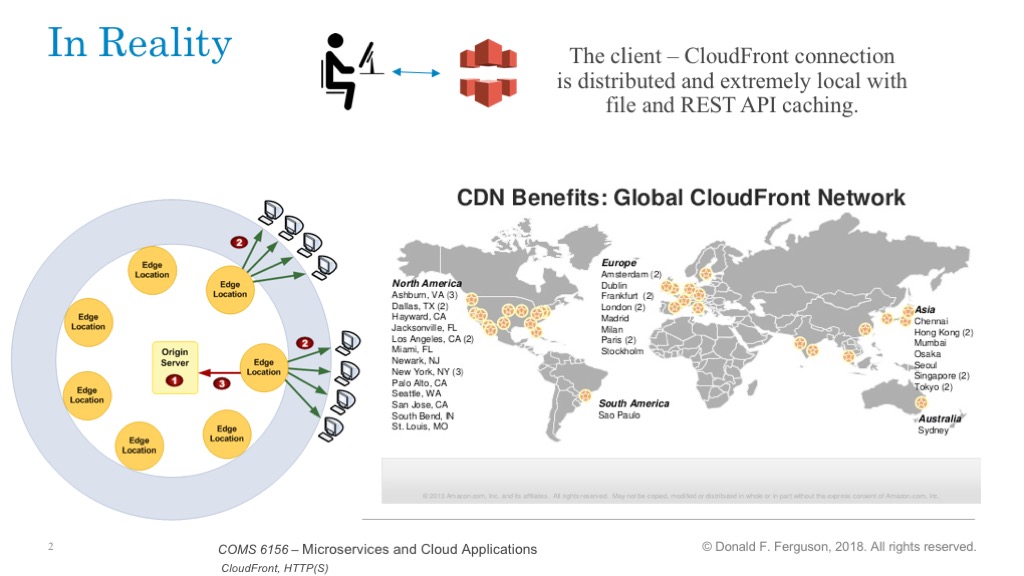 In Reality
The client – CloudFront connection
is distributed and extremely local with
file and REST API caching.
CDN Benefits: Global CloudFront Network
2
Edge
Location
Edge
Location
Edge
Location
Origin
Server
1
3
2
Edge
Location
Edge
Location
Edge
Location
Edge
Location
North America
Ashburn, VA (3)
Dallas, TX (2)
Hayward, CA
Jacksonville, FL
Los Angeles, CA (2)
Miami, FL
Newark, NJ
New York, NY (3)
Palo Alto, CA
Seattle, WA
San Jose, CA
South Bend, IN
St. Louis, MO
Europe
Amsterdam (2)
Dublin
Frankfurt (2)
London (2)
Madrid
Milan
Paris (2)
Stockholm
South America
Sao Paulo
Asia
Chennai
Hong Kong (2)
Mumbai
Osaka
Seoul
Singapore (2)
Tokyo (2)
Australia
Sydney
© 2012 Amazon.com, Inc. and its affiliates. All rights reserved. May not be copied, modified or distributed in whole or in part without the express consent of Amazon.com, Inc.
2
COMS 6156 – Microservices and Cloud Applications
CloudFront, HTTP(S)
© Donald F. Ferguson, 2018. All rights reserved.